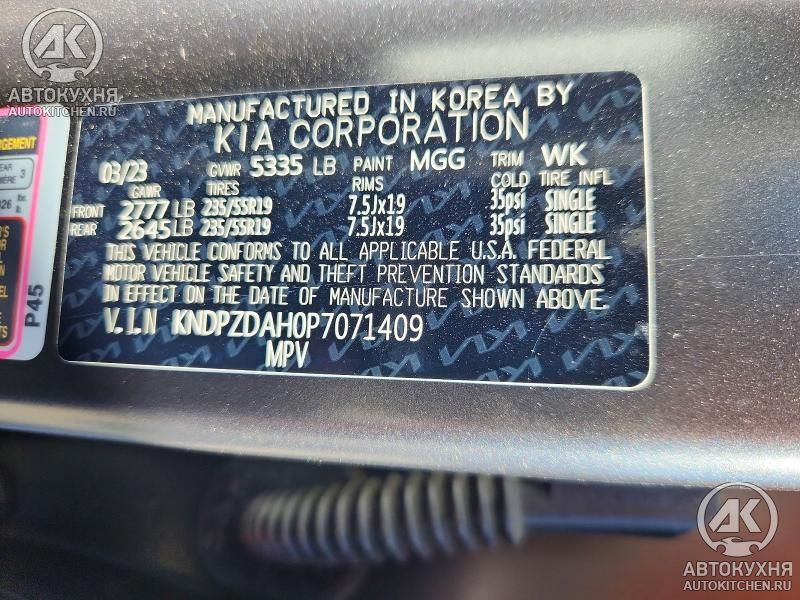 АВТОКУХНЯ
AUTOKITCHEN.RU
MANUFACTURED IN KOREA BY
KIA CORPORATION
03/23 GVWR 5335 LB PAINT MGG TRIM WK
GAWR TIRES RIMS COLD TIRE INFL
FRONT 2777 LB 235/55R19 7.5Jx19 35psi SINGLE
REAR 2645 LB 235/55R19 7.5Jx19 35psi SINGLE
THIS VEHICLE CONFORMS TO ALL APPLICABLE U.S.A. FEDERAL
MOTOR VEHICLE SAFETY AND THEFT PREVENTION STANDARDS
IN EFFECT ON THE DATE OF MANUFACTURE SHOWN ABOVE.
V.I.N KNDPZDAH0P7071409
MPV
P45
АВТОКУХНЯ
AUTOKITCHEN.RU